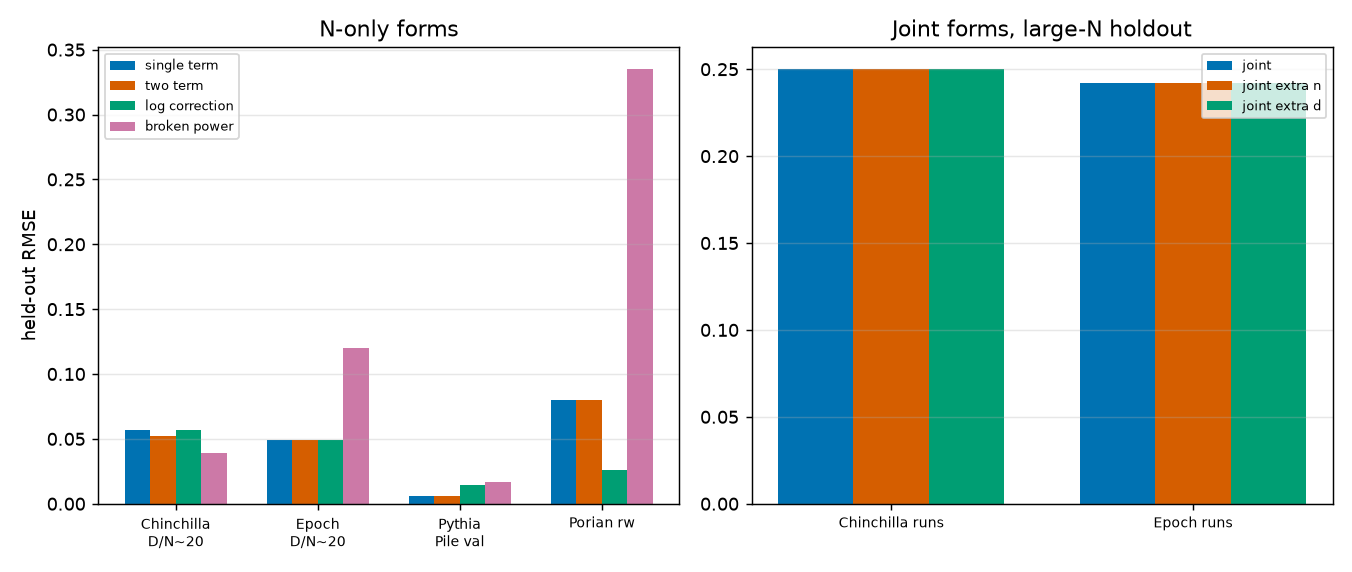 N-only forms
held-out RMSE
0.35
0.30
0.25
0.20
0.15
0.10
0.05
0.00
single term
two term
log correction
broken power
Chinchilla
D/N~20
Epoch
D/N~20
Pythia
Pile val
Porian rw
Joint forms, large-N holdout
0.25
0.20
0.15
0.10
0.05
0.00
joint
joint extra n
joint extra d
Chinchilla runs
Epoch runs